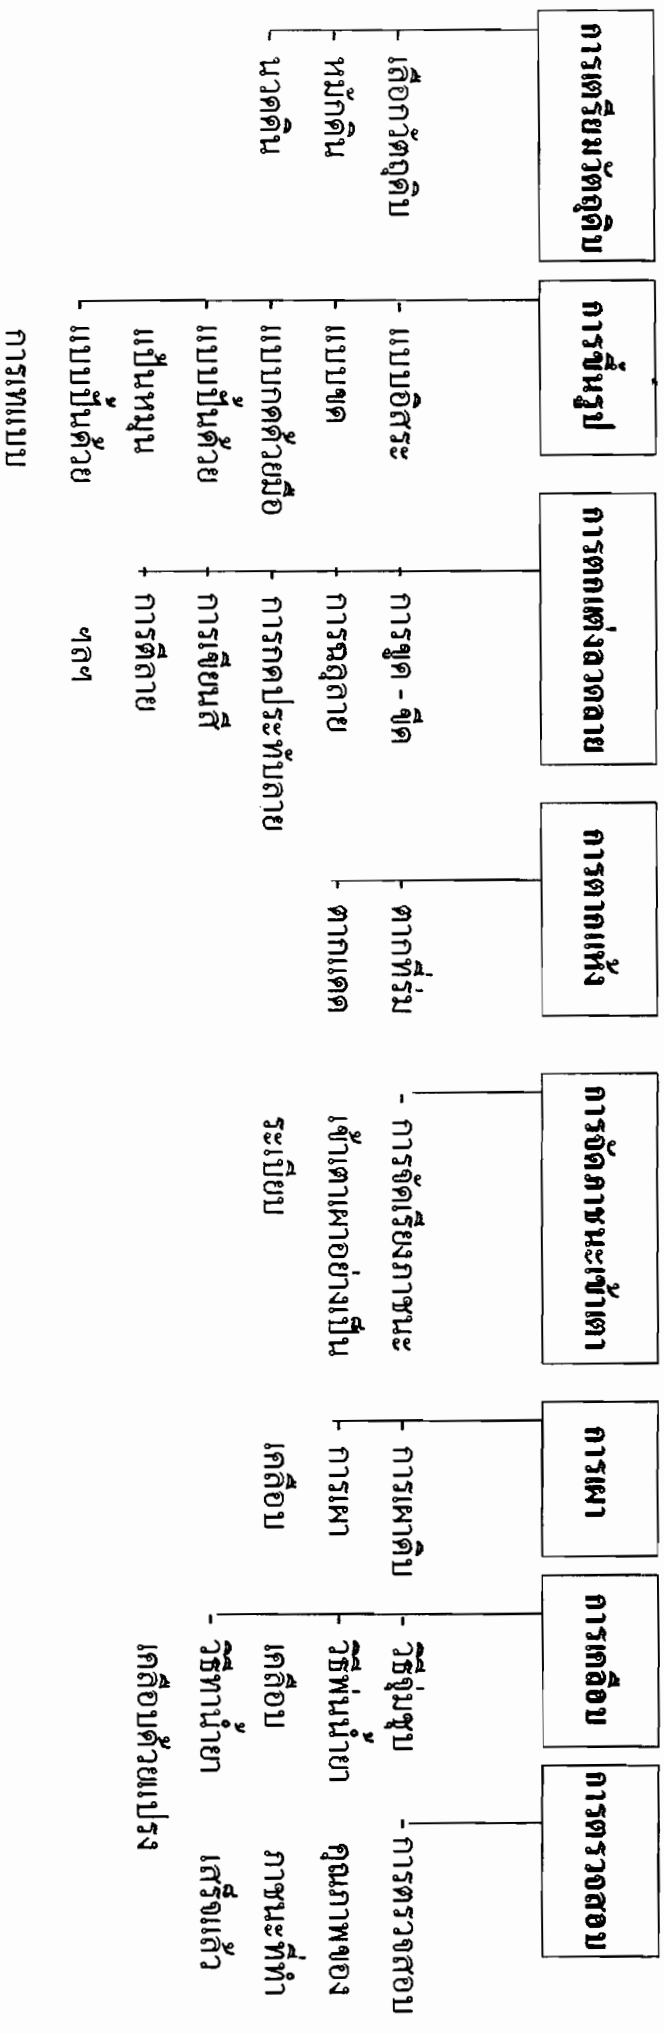 การเตรียมวัตถุดิบ
เลือกวัตถุดิบ
หมักดิน
นวดดิน
การขึ้นรูป
แบบอิสระ
แบบขด
แบบกดด้วยมือ
แบบปั้นด้วย
แป้นหมุน
แบบปั้นด้วย
การเทแบบ
การตกแต่งลวดลาย
การขูด - ขีด
การฉลุลาย
การกดประทับลาย
การเขียนสี
การตีลาย
ฯลฯ
การตากแห้ง
ตากที่ร่ม
ตากแดด
การจัดภาชนะเข้าเตา
- การจัดเรียงภาชนะ
เข้าเตาเผาอย่างเป็น
ระเบียบ
การเผา
- การเผาดิบ
- การเผา
เคลือบ
การเคลือบ
- วิธีจุ่มชุบ
- วิธีพ่นน้ำยา
เคลือบ
- วิธีทาน้ำยา
เคลือบด้วยแปรง
การตรวจสอบ
- การตรวจสอบ
คุณภาพของ
ภาชนะที่ทำ
เสร็จแล้ว